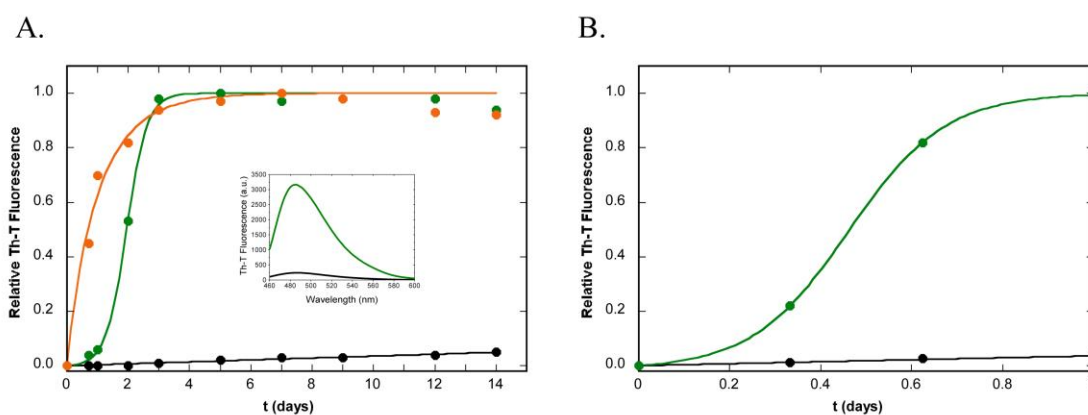 A.
B.
1.0
0.8
0.6
0.4
0.2
0.0
Relative Th-T Fluorescence
0 2 4 6 8 10 12 14
t (days)
3500
3000
2500
2000
1500
1000
500
0
Th-T Fluorescence (a.u.)
460 480 500 520 540 560 580 600
Wavelength (nm)
1.0
0.8
0.6
0.4
0.2
0.0
Relative Th-T Fluorescence
0 0.2 0.4 0.6 0.8
t (days)